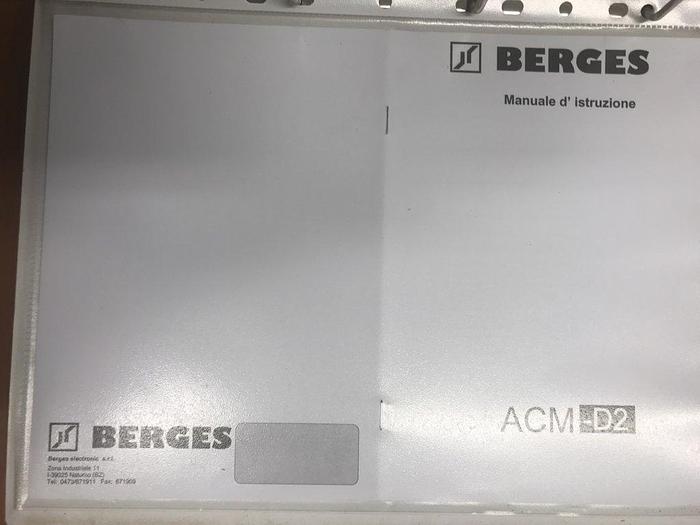 BERGES
Manuale d' istruzione
ACM-D2
BERGES
Berges electronic s.r.l.
Zona Industriale 11
I-39025 Naturno (BZ)
Tel: 0473/671911 Fax: 671909